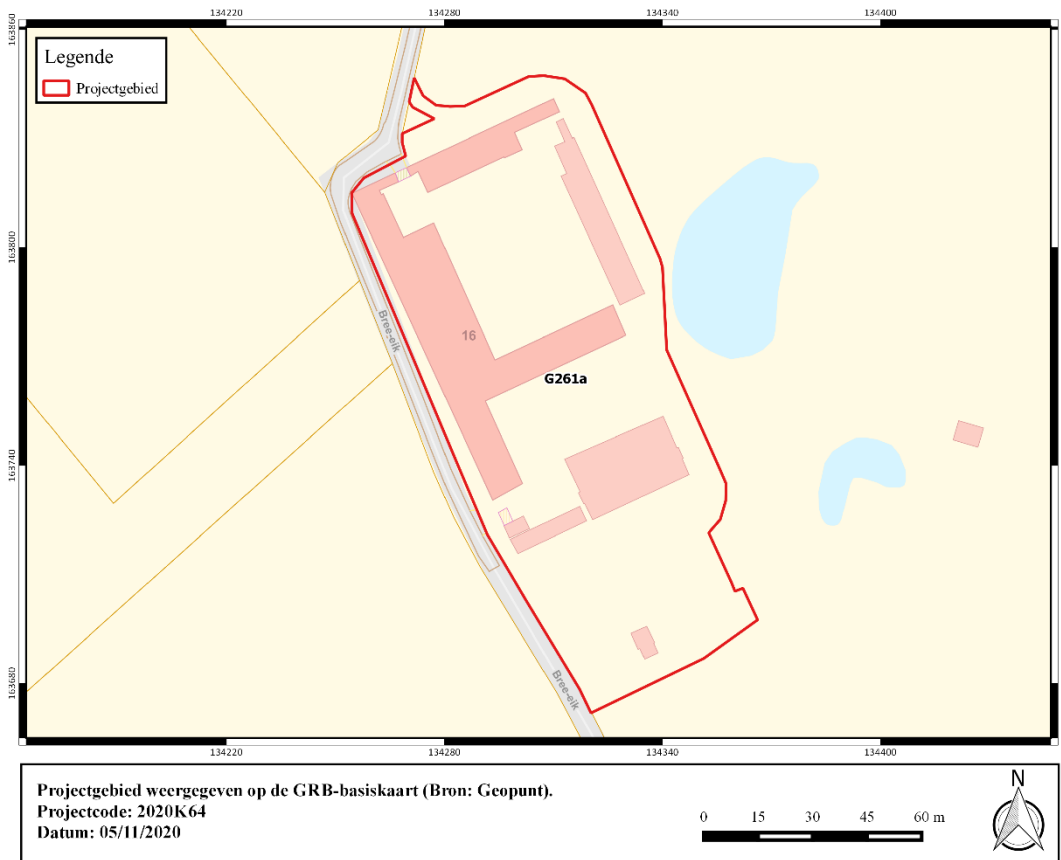 134220 134280 134340 134400
163860
Legende
Projectgebied
163800
Bree-eik
16
G261a
163740
163680
Bree-eik
134220 134280 134340 134400
Projectgebied weergegeven op de GRB-basiskaart (Bron: Geopunt).
Projectcode: 2020K64
Datum: 05/11/2020
0 15 30 45 60 m
N